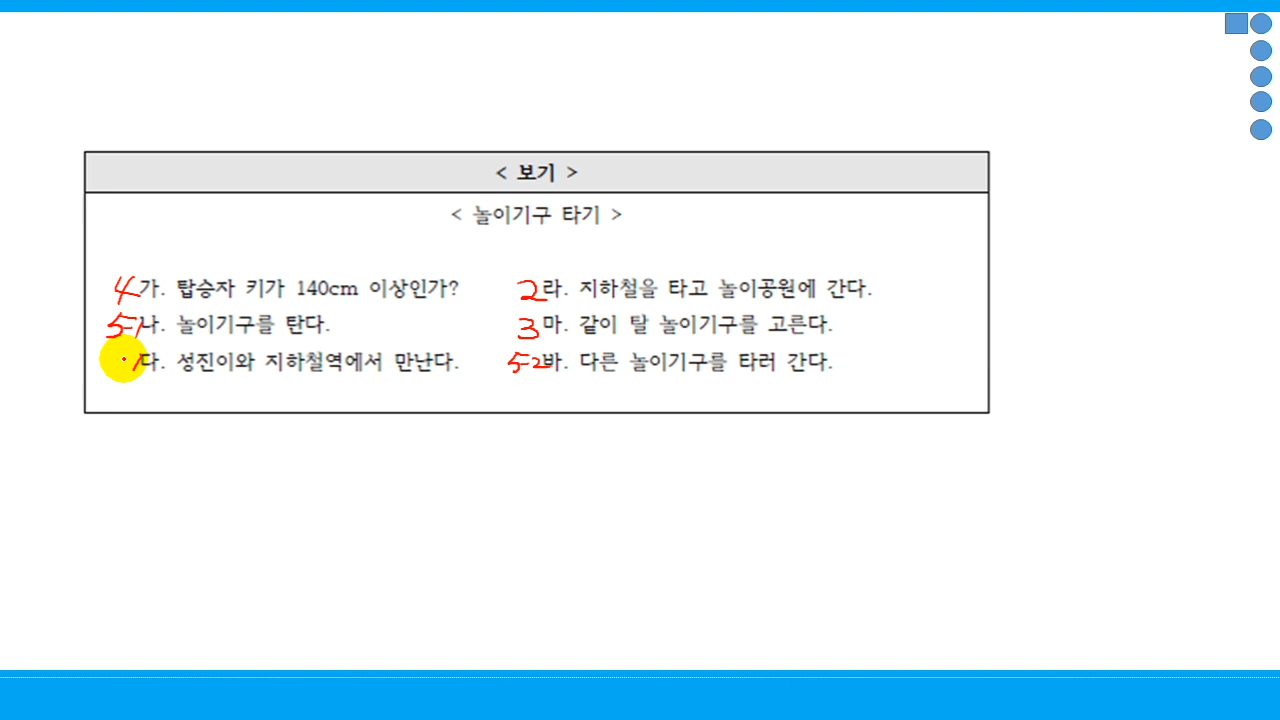 < 보기 >
< 놀이기구 타기 >
4 가. 탑승자 키가 140cm 이상인가?
2 라. 지하철을 타고 놀이공원에 간다.
5-1 나. 놀이기구를 탄다.
3 마. 같이 탈 놀이기구를 고른다.
1 다. 성진이와 지하철역에서 만난다.
5-2 바. 다른 놀이기구를 타러 간다.